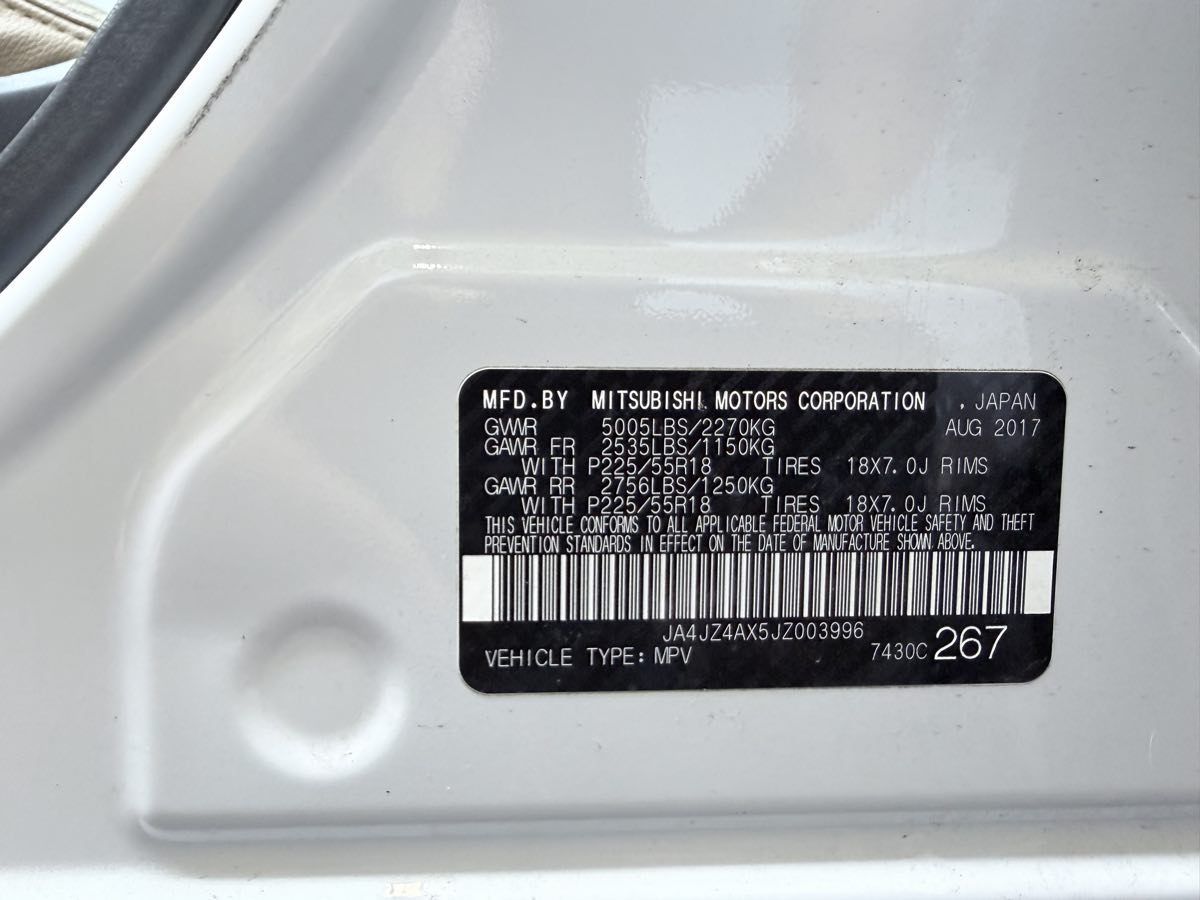 MFD.BY MITSUBISHI MOTORS CORPORATION , JAPAN
GVWR 5005LBS/2270KG AUG 2017
GAWR FR 2535LBS/1150KG
WITH P225/55R18 TIRES 18X7.0J RIMS
GAWR RR 2756LBS/1250KG
WITH P225/55R18 TIRES 18X7.0J RIMS
THIS VEHICLE CONFORMS TO ALL APPLICABLE FEDERAL MOTOR VEHICLE SAFETY AND THEFT
PREVENTION STANDARDS IN EFFECT ON THE DATE OF MANUFACTURE SHOWN ABOVE.
JA4JZ4AX5JZ003996
VEHICLE TYPE: MPV 7430C 267